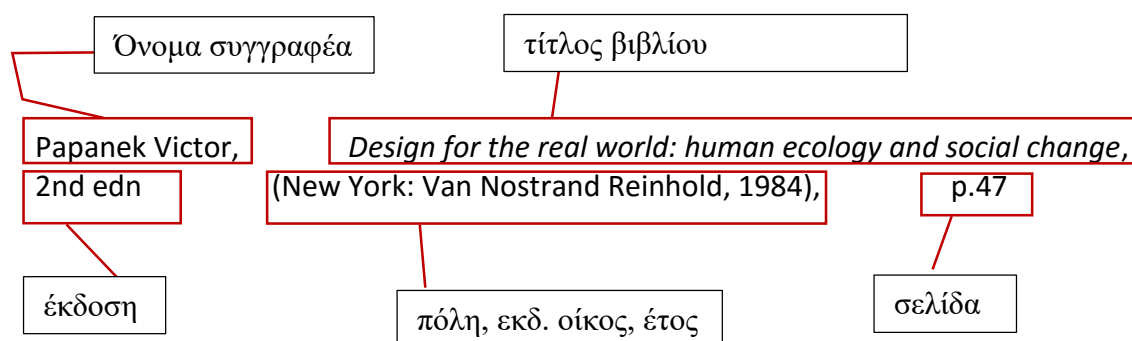 Όνομα συγγραφέα
τίτλος βιβλίου
Papanek Victor, Design for the real world: human ecology and social change,
2nd edn (New York: Van Nostrand Reinhold, 1984), p.47
έκδοση
πόλη, εκδ. οίκος, έτος
σελίδα